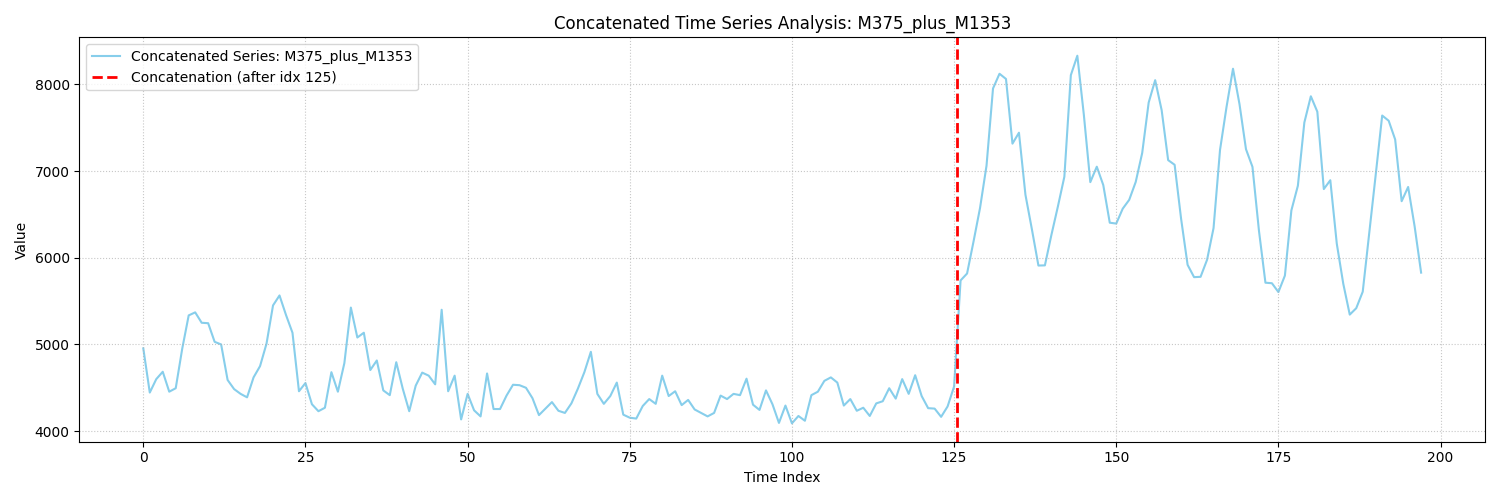 Concatenated Time Series Analysis: M375_plus_M1353
Concatenated Series: M375_plus_M1353
Concatenation (after idx 125)
8000
7000
6000
5000
4000
Value
0 25 50 75 100 125 150 175 200
Time Index